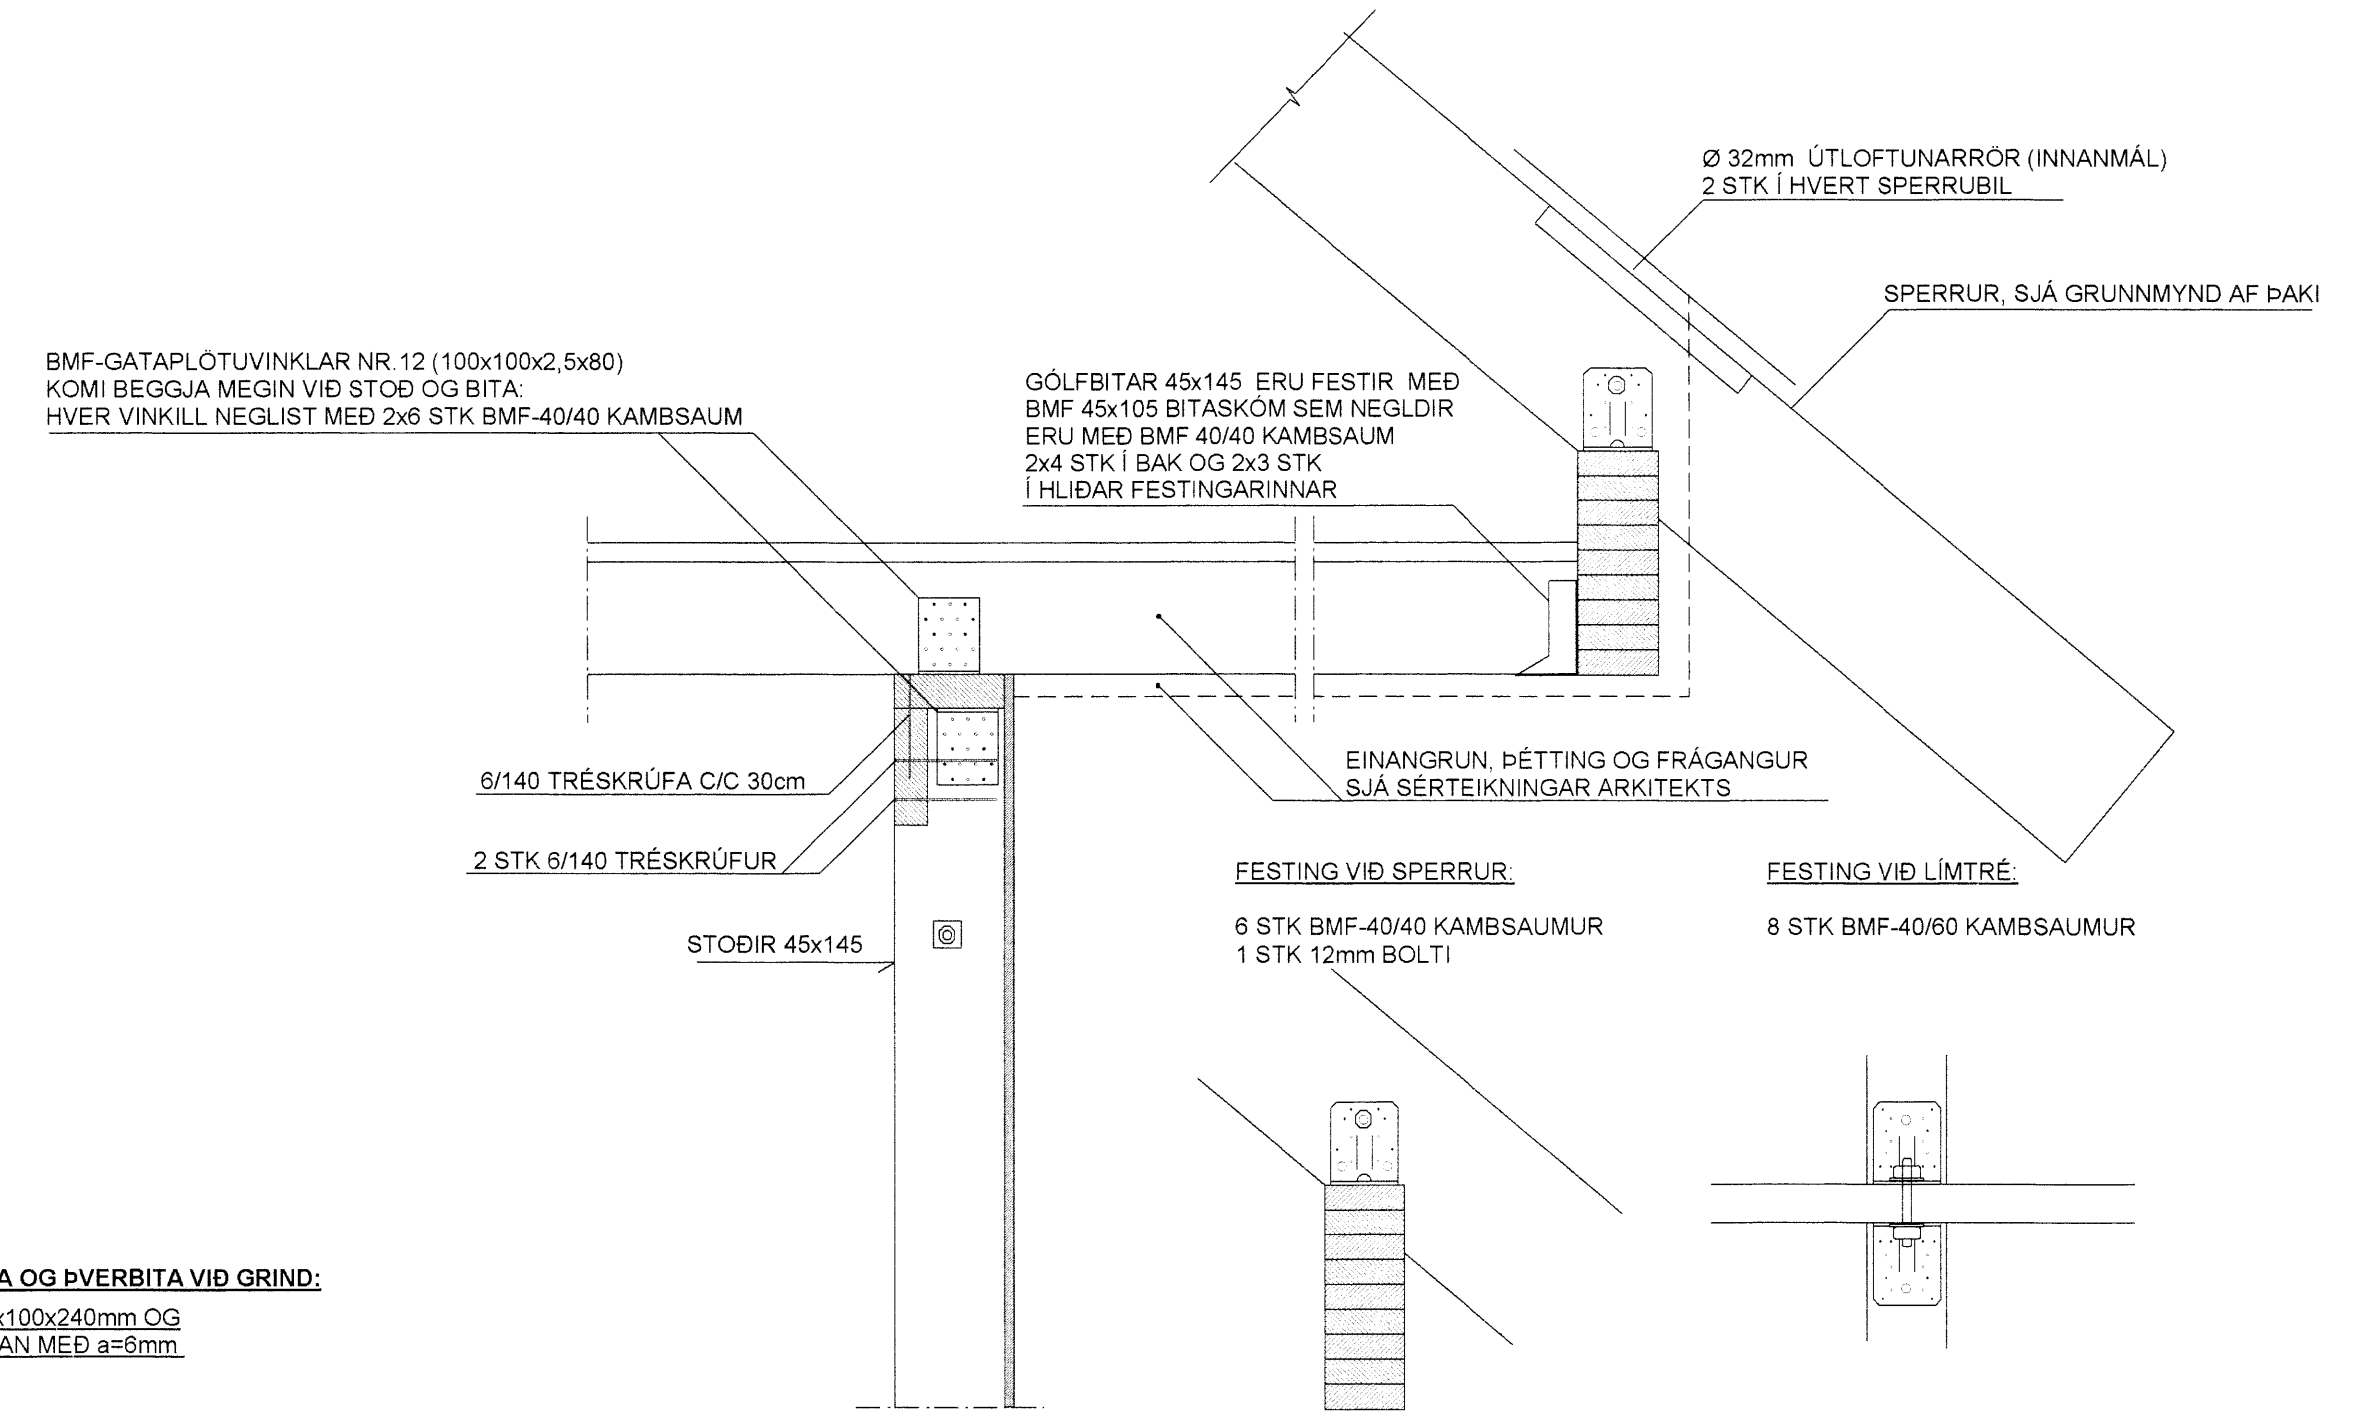 Ø 32mm ÚTLOFTUNARRÖR (INNANMÁL)
2 STK Í HVERT SPERRUBIL
SPERRUR, SJÁ GRUNNMYND AF ÞAKI
BMF-GATAPLÖTUVINKLAR NR.12 (100x100x2,5x80)
KOMI BEGGJA MEGIN VIÐ STOÐ OG BITA:
HVER VINKILL NEGLIST MEÐ 2x6 STK BMF-40/40 KAMBSAUM
GÓLFBITAR 45x145 ERU FESTIR MEÐ
BMF 45x105 BITASKÓM SEM NEGLDIR
ERU MEÐ BMF 40/40 KAMBSAUM
2x4 STK Í BAK OG 2x3 STK
Í HLIÐAR FESTINGARINNAR
6/140 TRÉSKRÚFA C/C 30cm
EINANGRUN, ÞÉTTING OG FRÁGANGUR
SJÁ SÉRTEIKNINGAR ARKITEKTS
2 STK 6/140 TRÉSKRÚFUR
STOÐIR 45x145
FESTING VIÐ SPERRUR:
6 STK BMF-40/40 KAMBSAUMUR
1 STK 12mm BOLTI
FESTING VIÐ LÍMTRÉ:
8 STK BMF-40/60 KAMBSAUMUR
A OG ÞVERBITA VIÐ GRIND:
x100x240mm OG
AN MEÐ a=6mm